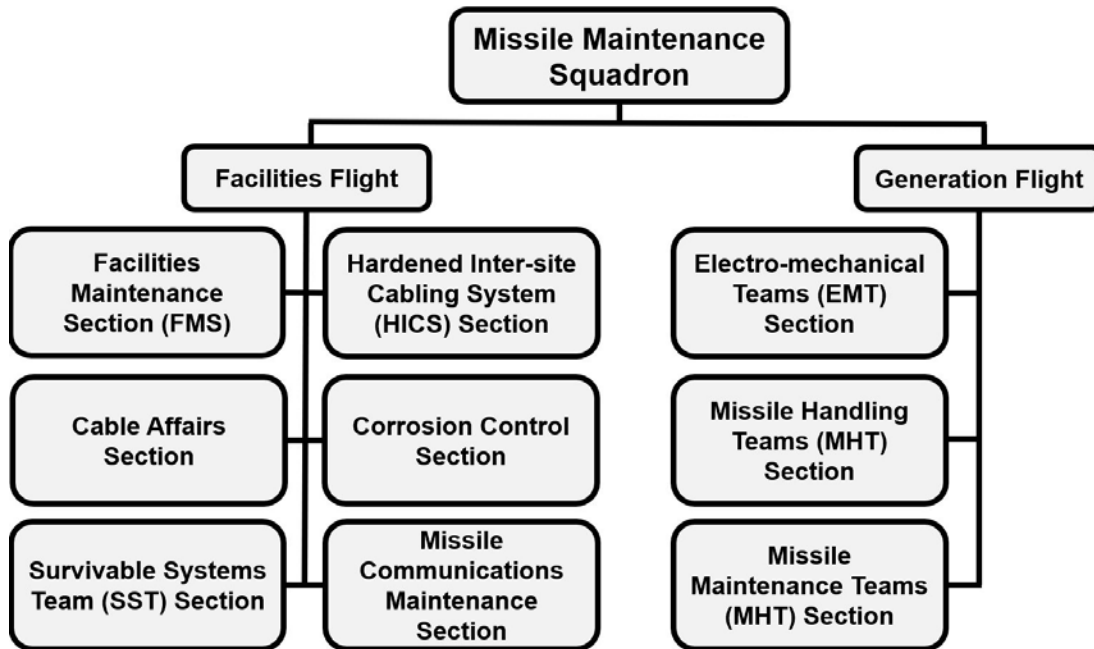 Missile Maintenance
Squadron
Facilities Flight
Generation Flight
Facilities
Maintenance
Section (FMS)
Hardened Inter-site
Cabling System
(HICS) Section
Electro-mechanical
Teams (EMT)
Section
Cable Affairs
Section
Corrosion Control
Section
Missile Handling
Teams (MHT)
Section
Survivable Systems
Team (SST) Section
Missile
Communications
Maintenance
Section
Missile
Maintenance Teams
(MHT) Section